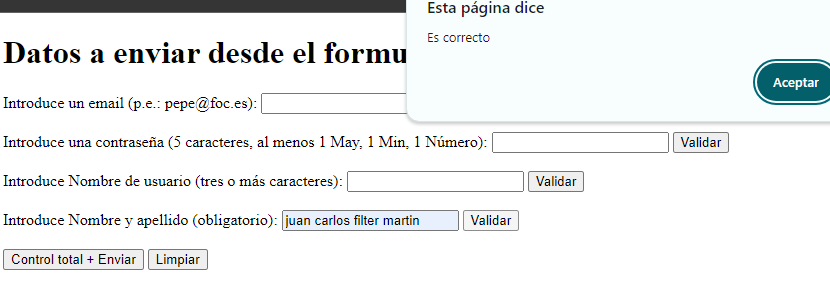 Esta página dice
Es correcto
Aceptar
Datos a enviar desde el formu
Introduce un email (p.e.: pepe@foc.es):
Introduce una contraseña (5 caracteres, al menos 1 May, 1 Min, 1 Número): Validar
Introduce Nombre de usuario (tres o más caracteres): Validar
Introduce Nombre y apellido (obligatorio): juan carlos filter martin Validar
Control total + Enviar Limpiar